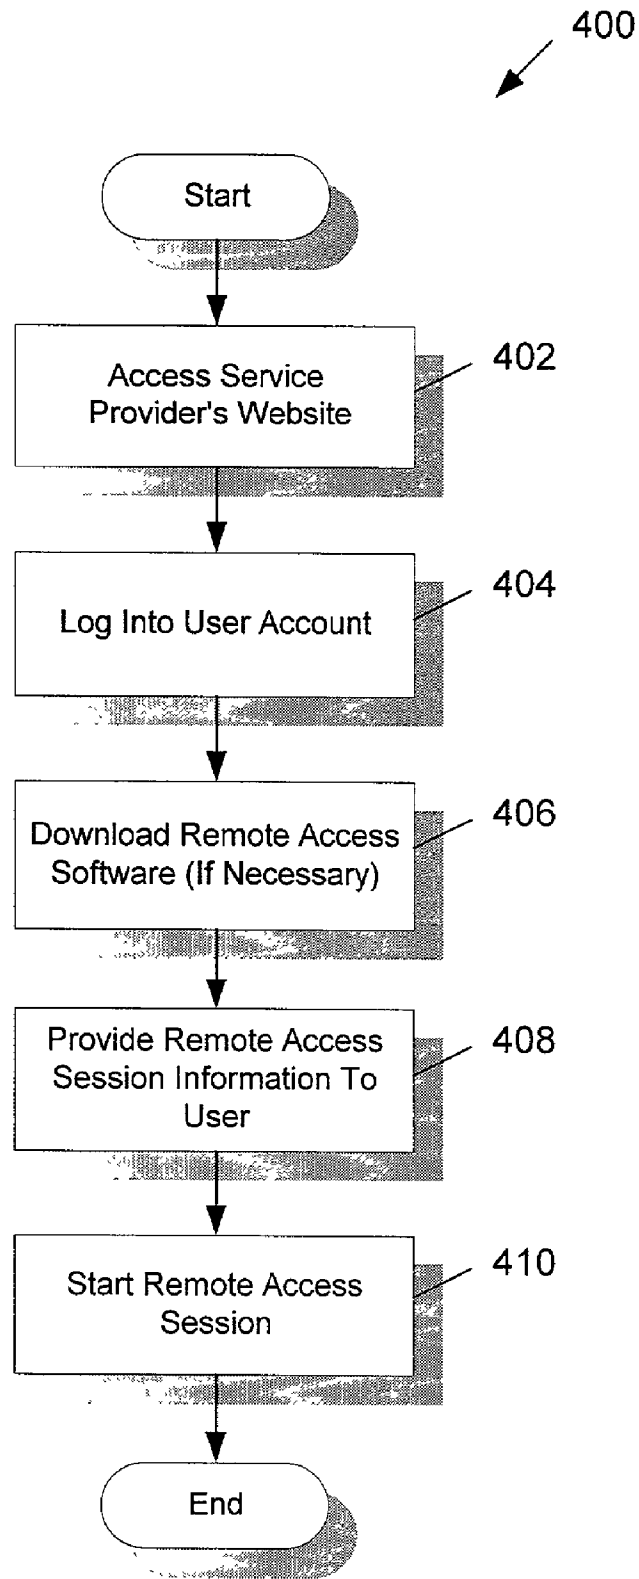 400
Start
Access Service
Provider's Website
402
Log Into User Account
404
Download Remote Access
Software (If Necessary)
406
Provide Remote Access
Session Information To
User
408
Start Remote Access
Session
410
End